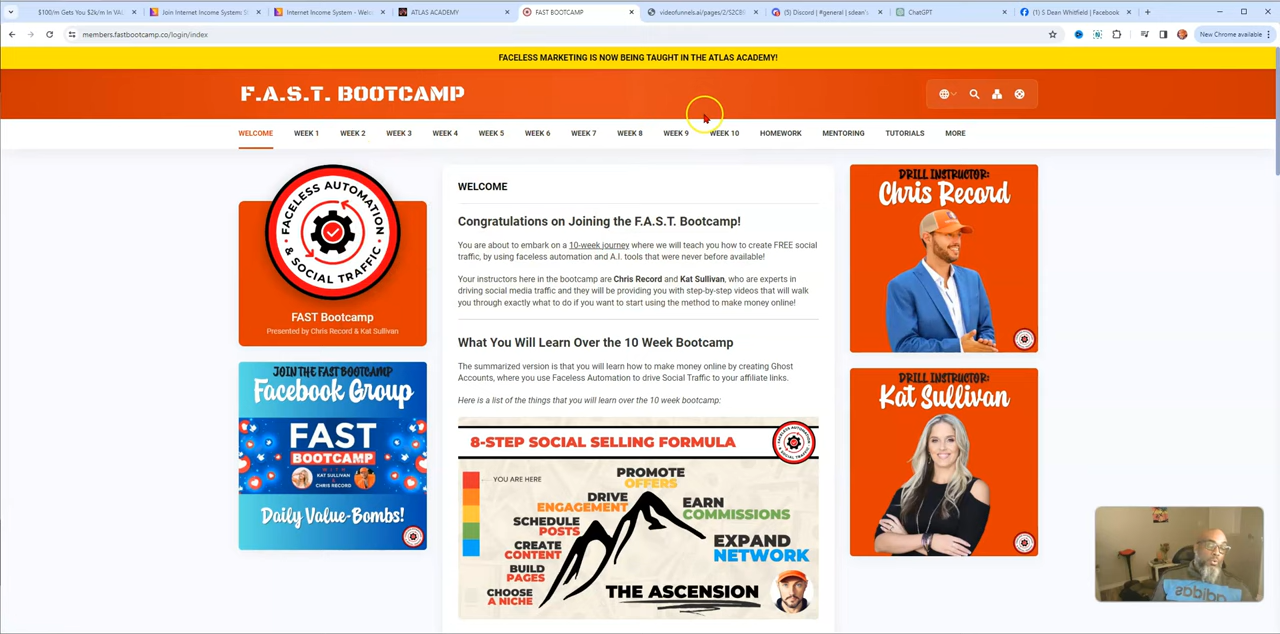 $100/m Gets You $2k/m in VAL
Join Internet Income System: S
Internet Income System - Welc
ATLAS ACADEMY
FAST BOOTCAMP
videofunnels.ai/pages/2/S2CB5
(5) Discord | #general | sdean's
ChatGPT
(1) S Dean Whitfield | Facebook
members.fastbootcamp.co/login/index
New Chrome available
FACELESS MARKETING IS NOW BEING TAUGHT IN THE ATLAS ACADEMY!
F.A.S.T. BOOTCAMP
WELCOME
WEEK 1
WEEK 2
WEEK 3
WEEK 4
WEEK 5
WEEK 6
WEEK 7
WEEK 8
WEEK 9
WEEK 10
HOMEWORK
MENTORING
TUTORIALS
MORE
FACELESS AUTOMATION
& SOCIAL TRAFFIC
FAST Bootcamp
Presented by Chris Record & Kat Sullivan
JOIN THE FAST BOOTCAMP
Facebook Group
FAST
BOOTCAMP
WITH
KAT SULLIVAN
&
CHRIS RECORD
Daily Value-Bombs!
WELCOME
Congratulations on Joining the F.A.S.T. Bootcamp!
You are about to embark on a 10-week journey where we will teach you how to create FREE social
traffic, by using faceless automation and A.I. tools that were never before available!
Your instructors here in the bootcamp are Chris Record and Kat Sullivan, who are experts in
driving social media traffic and they will be providing you with step-by-step videos that will walk
you through exactly what to do if you want to start using the method to make money online!
What You Will Learn Over the 10 Week Bootcamp
The summarized version is that you will learn how to make money online by creating Ghost
Accounts, where you use Faceless Automation to drive Social Traffic to your affiliate links.
Here is a list of the things that you will learn over the 10 week bootcamp:
8-STEP SOCIAL SELLING FORMULA
YOU ARE HERE
PROMOTE
OFFERS
DRIVE
ENGAGEMENT
EARN
COMMISSIONS
SCHEDULE
POSTS
EXPAND
NETWORK
CREATE
CONTENT
BUILD
PAGES
CHOOSE
A NICHE
THE ASCENSION
DRILL INSTRUCTOR:
Chris Record
DRILL INSTRUCTOR:
Kat Sullivan
adidas